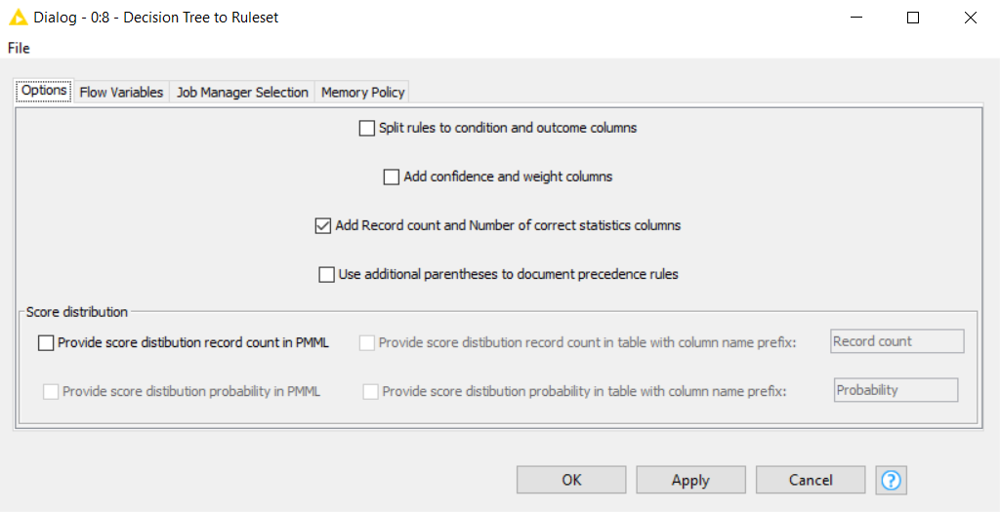 Dialog - 0:8 - Decision Tree to Ruleset
File
Options Flow Variables Job Manager Selection Memory Policy
Split rules to condition and outcome columns
Add confidence and weight columns
Add Record count and Number of correct statistics columns
Use additional parentheses to document precedence rules
Score distribution
Provide score distibution record count in PMML Provide score distibution record count in table with column name prefix: Record count
Provide score distibution probability in PMML Provide score distibution probability in table with column name prefix: Probability
OK Apply Cancel ?